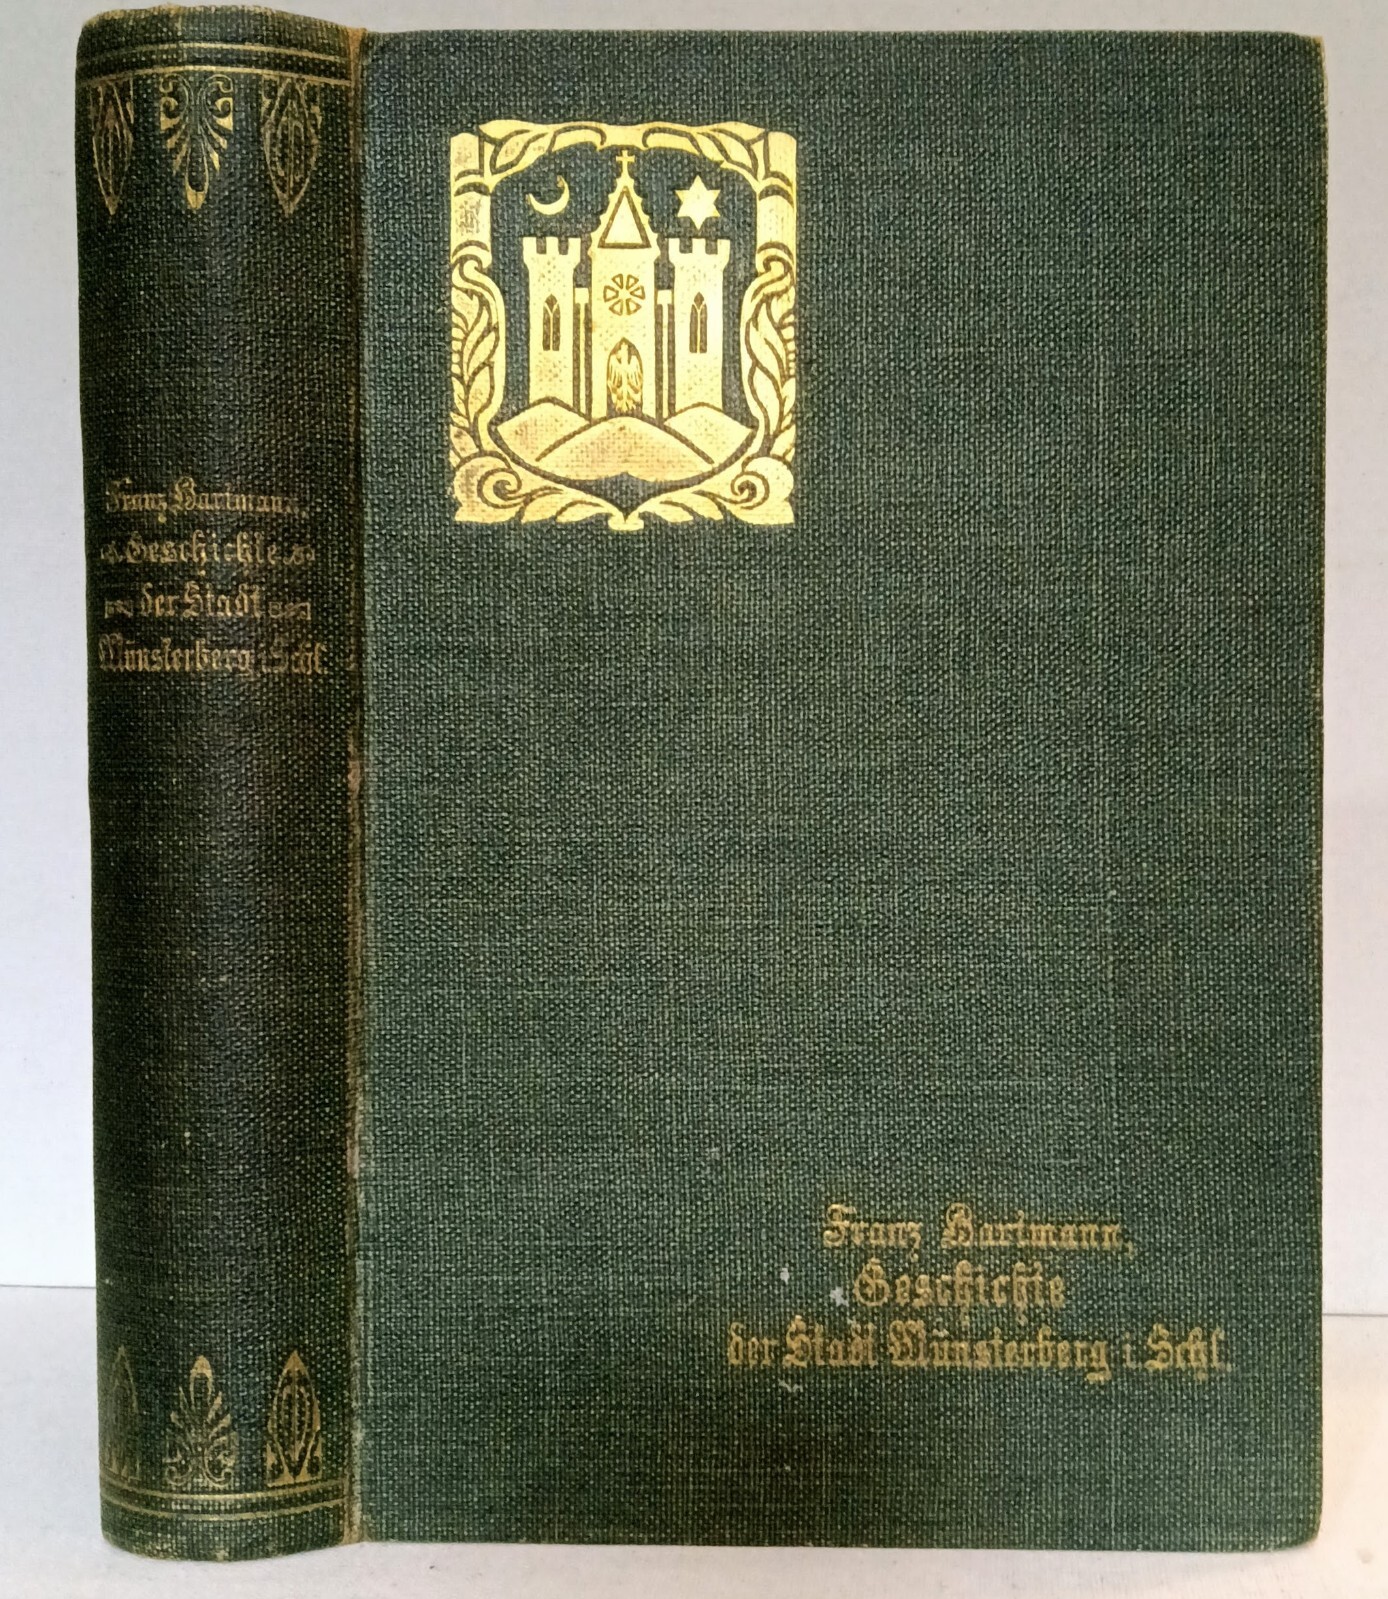 Franz Hartmann,
Geschichte
der Stadt
Münsterberg i. Schl.
Franz Hartmann,
Geschichte
der Stadt Münsterberg i. Schl.